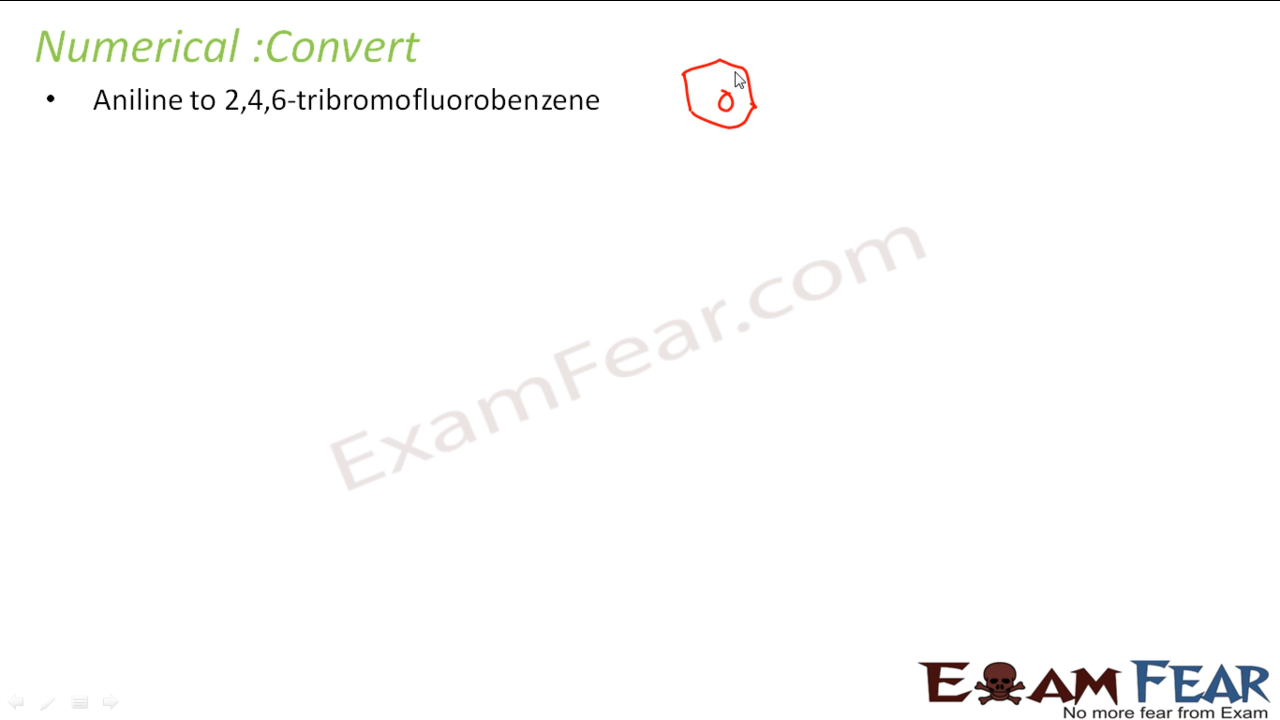 Numerical :Convert
• Aniline to 2,4,6-tribromofluorobenzene
ExamFear.com
EXAM FEAR
No more fear from Exam